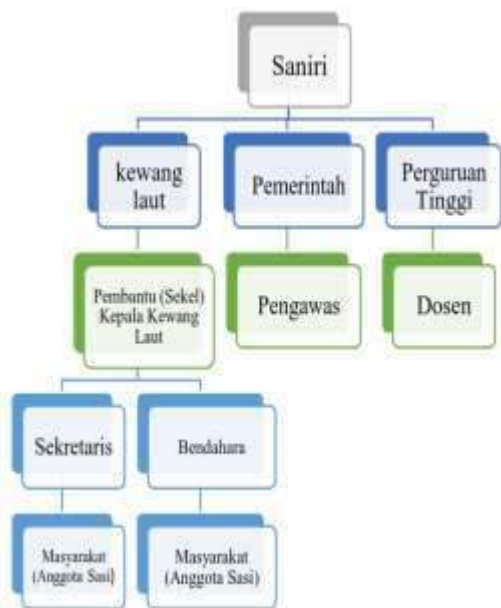 Saniri
kewang
laut
Pemerintah
Perguruan
Tinggi
Pembantu (Sekel)
Kepala Kewang
Laut
Pengawas
Dosen
Sekretaris
Bendahara
Masyarakat
(Anggota Sasi)
Masyarakat
(Anggota Sasi)